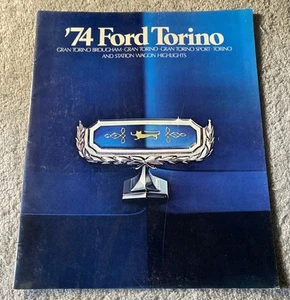 '74 Ford Torino
GRAN TORINO BROUGHAM · GRAN TORINO · GRAN TORINO SPORT · TORINO
AND STATION WAGON HIGHLIGHTS